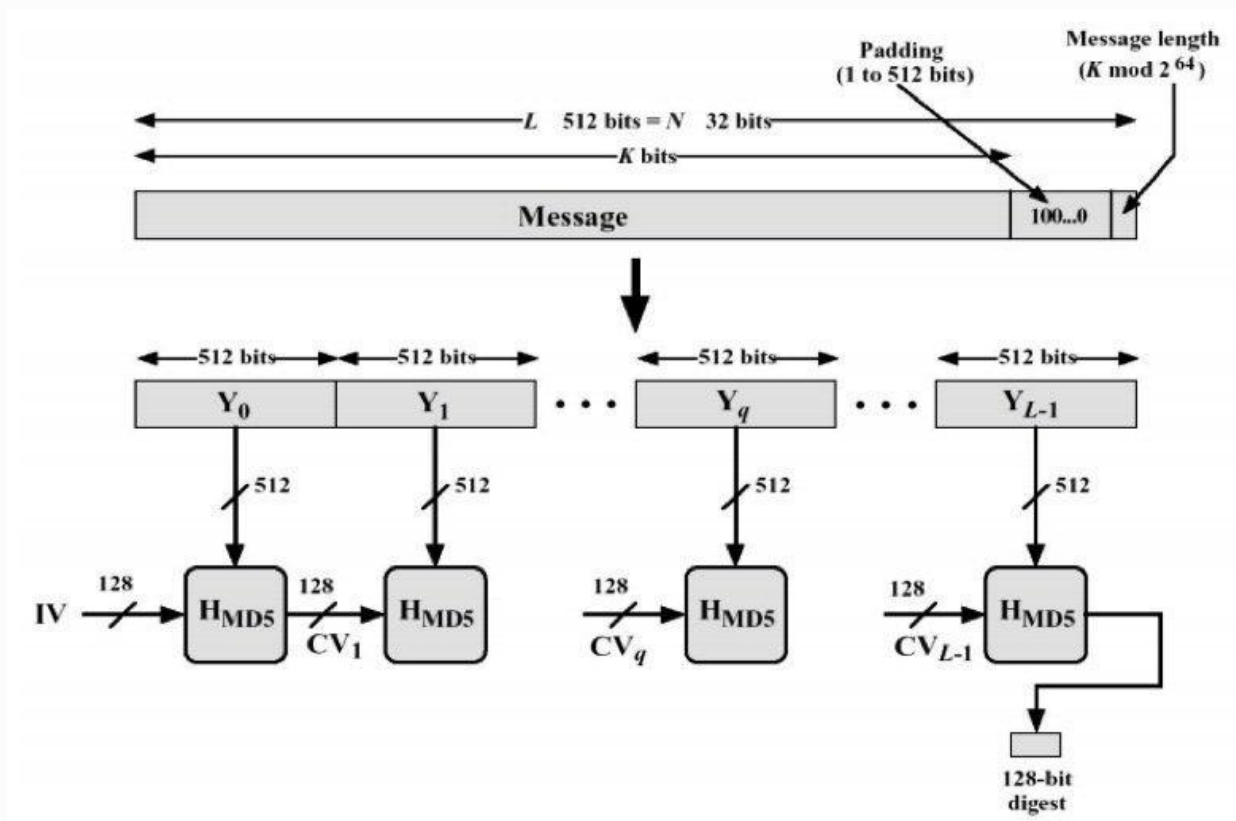 Padding
(1 to 512 bits)
Message length
(K mod 2^64)
L 512 bits = N 32 bits
K bits
Message
100...0
512 bits
512 bits
512 bits
512 bits
Y0
Y1
• • •
Yq
• • •
YL-1
512
512
512
512
IV
128
HMD5
128
CV1
HMD5
128
CVq
HMD5
128
CVL-1
HMD5
128-bit
digest